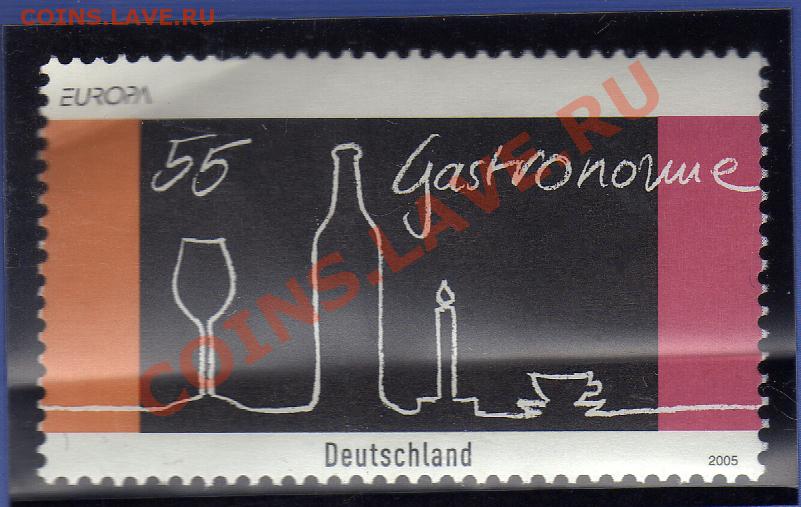 COINS.LAVE.RU
EUROPA
55 Gastronomie
COINS.LAVE.RU
Deutschland
2005